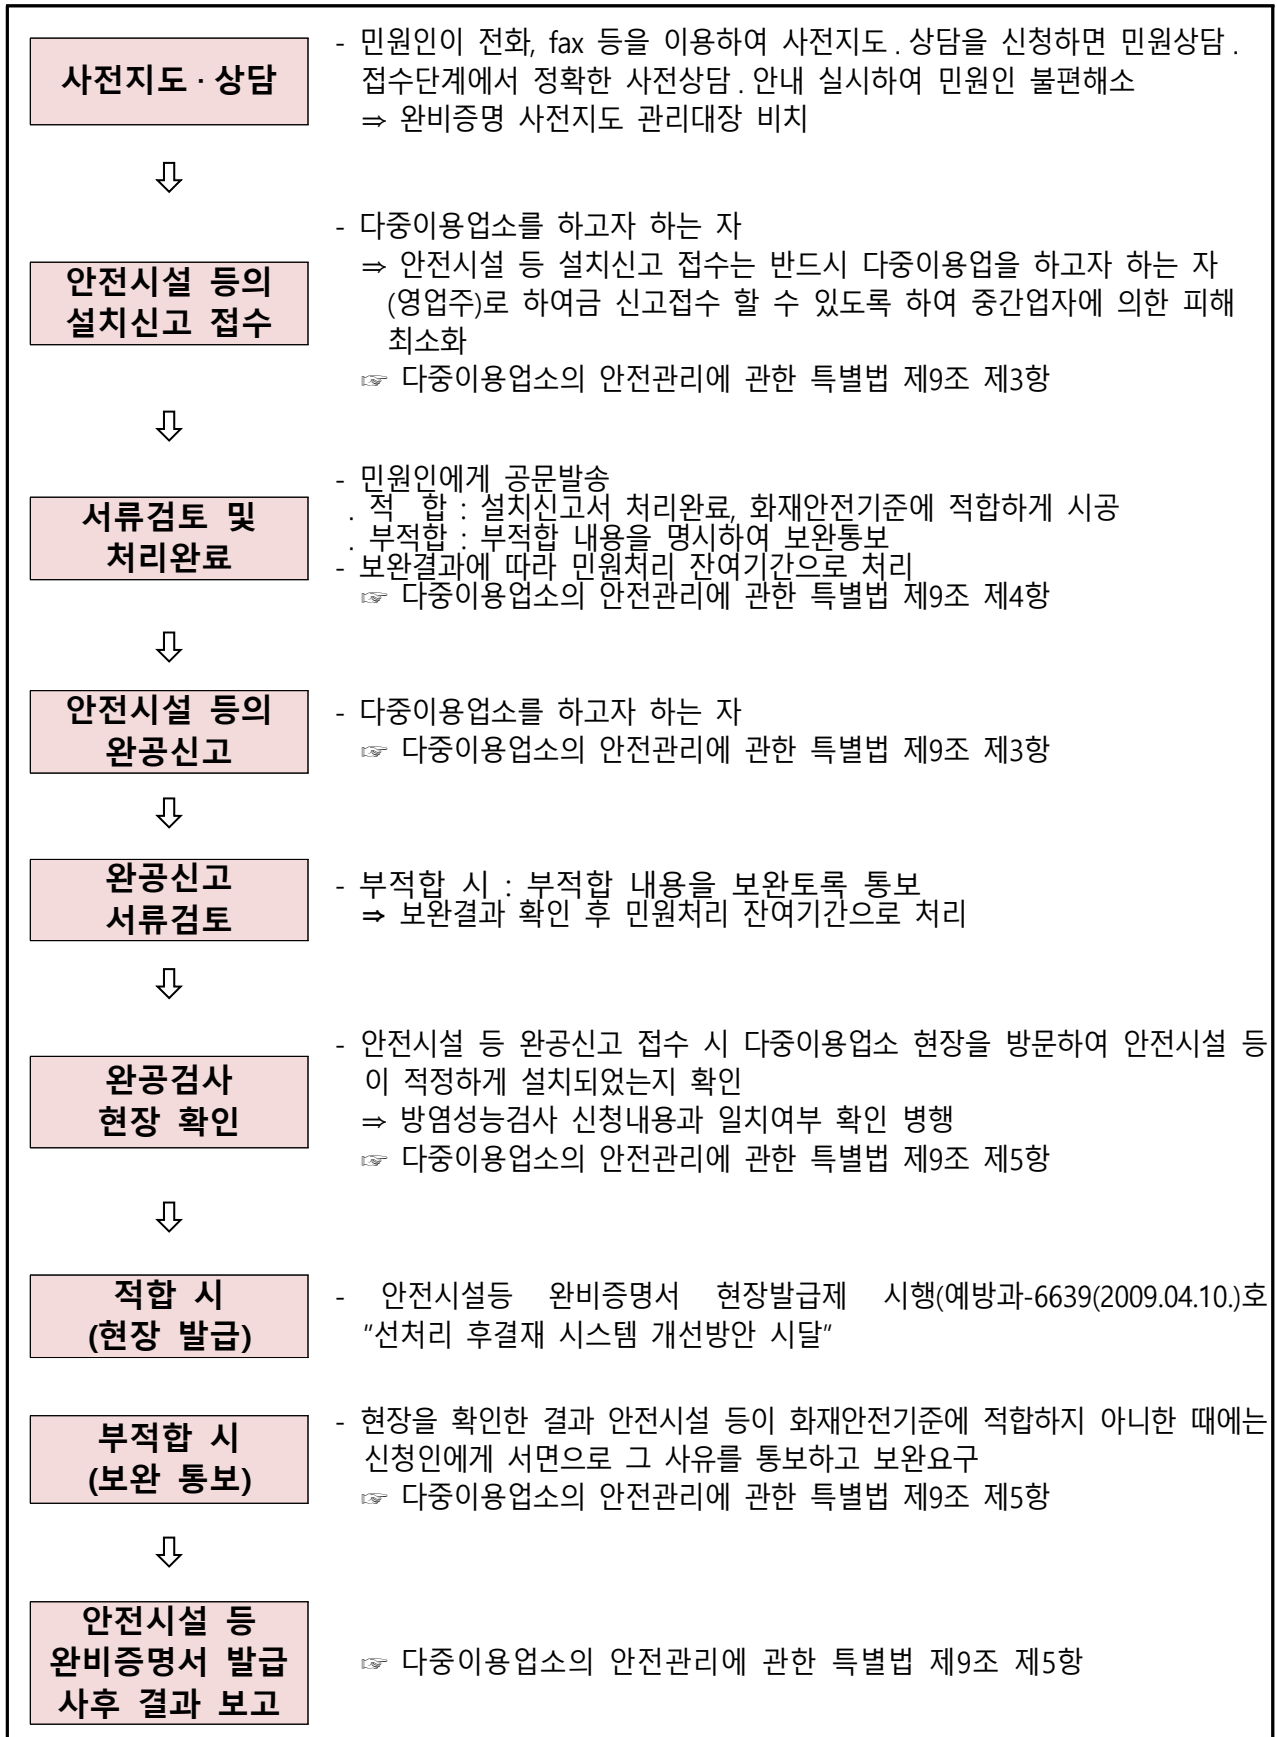 사전지도 · 상담
- 민원인이 전화, fax 등을 이용하여 사전지도 . 상담을 신청하면 민원상담 .
접수단계에서 정확한 사전상담 . 안내 실시하여 민원인 불편해소
⇒ 완비증명 사전지도 관리대장 비치
⇩
안전시설 등의
설치신고 접수
- 다중이용업소를 하고자 하는 자
⇒ 안전시설 등 설치신고 접수는 반드시 다중이용업을 하고자 하는 자
(영업주)로 하여금 신고접수 할 수 있도록 하여 중간업자에 의한 피해
최소화
☞ 다중이용업소의 안전관리에 관한 특별법 제9조 제3항
⇩
서류검토 및
처리완료
- 민원인에게 공문발송
. 적 합 : 설치신고서 처리완료, 화재안전기준에 적합하게 시공
. 부적합 : 부적합 내용을 명시하여 보완통보
- 보완결과에 따라 민원처리 잔여기간으로 처리
☞ 다중이용업소의 안전관리에 관한 특별법 제9조 제4항
⇩
안전시설 등의
완공신고
- 다중이용업소를 하고자 하는 자
☞ 다중이용업소의 안전관리에 관한 특별법 제9조 제3항
⇩
완공신고
서류검토
- 부적합 시 : 부적합 내용을 보완토록 통보
⇒ 보완결과 확인 후 민원처리 잔여기간으로 처리
⇩
완공검사
현장 확인
- 안전시설 등 완공신고 접수 시 다중이용업소 현장을 방문하여 안전시설 등
이 적정하게 설치되었는지 확인
⇒ 방염성능검사 신청내용과 일치여부 확인 병행
☞ 다중이용업소의 안전관리에 관한 특별법 제9조 제5항
⇩
적합 시
(현장 발급)
- 안전시설등 완비증명서 현장발급제 시행(예방과-6639(2009.04.10.)호
“선처리 후결재 시스템 개선방안 시달”
부적합 시
(보완 통보)
- 현장을 확인한 결과 안전시설 등이 화재안전기준에 적합하지 아니한 때에는
신청인에게 서면으로 그 사유를 통보하고 보완요구
☞ 다중이용업소의 안전관리에 관한 특별법 제9조 제5항
⇩
안전시설 등
완비증명서 발급
사후 결과 보고
☞ 다중이용업소의 안전관리에 관한 특별법 제9조 제5항